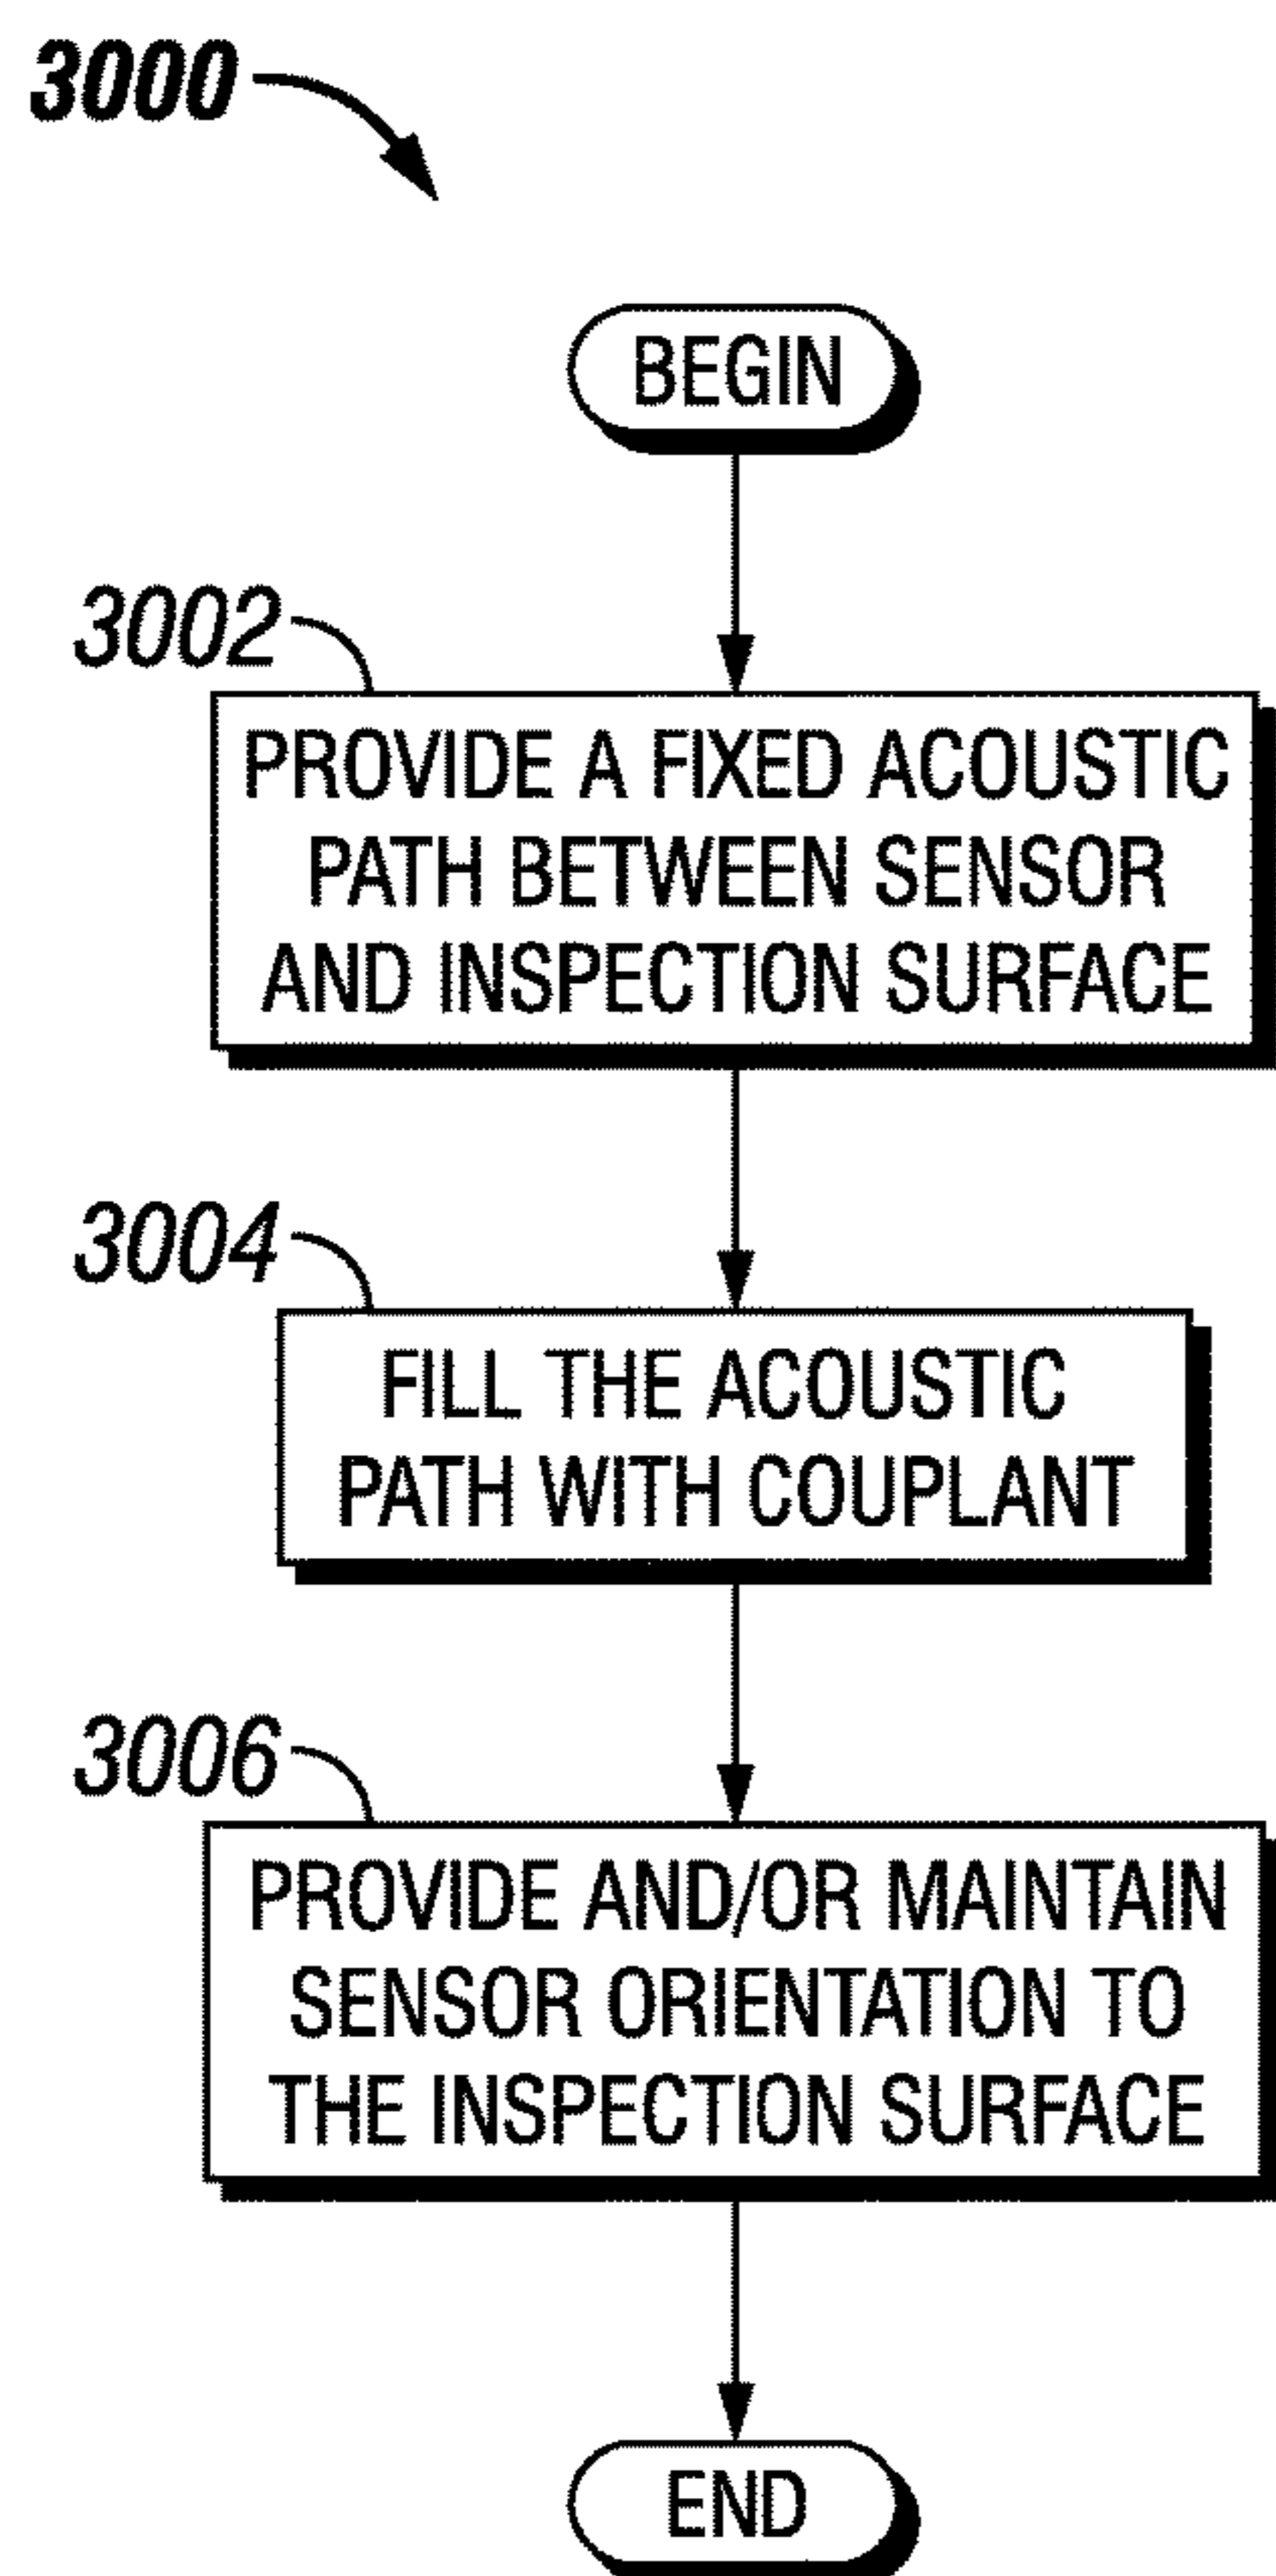 3000
BEGIN
3002
PROVIDE A FIXED ACOUSTIC
PATH BETWEEN SENSOR
AND INSPECTION SURFACE
3004
FILL THE ACOUSTIC
PATH WITH COUPLANT
3006
PROVIDE AND/OR MAINTAIN
SENSOR ORIENTATION TO
THE INSPECTION SURFACE
END